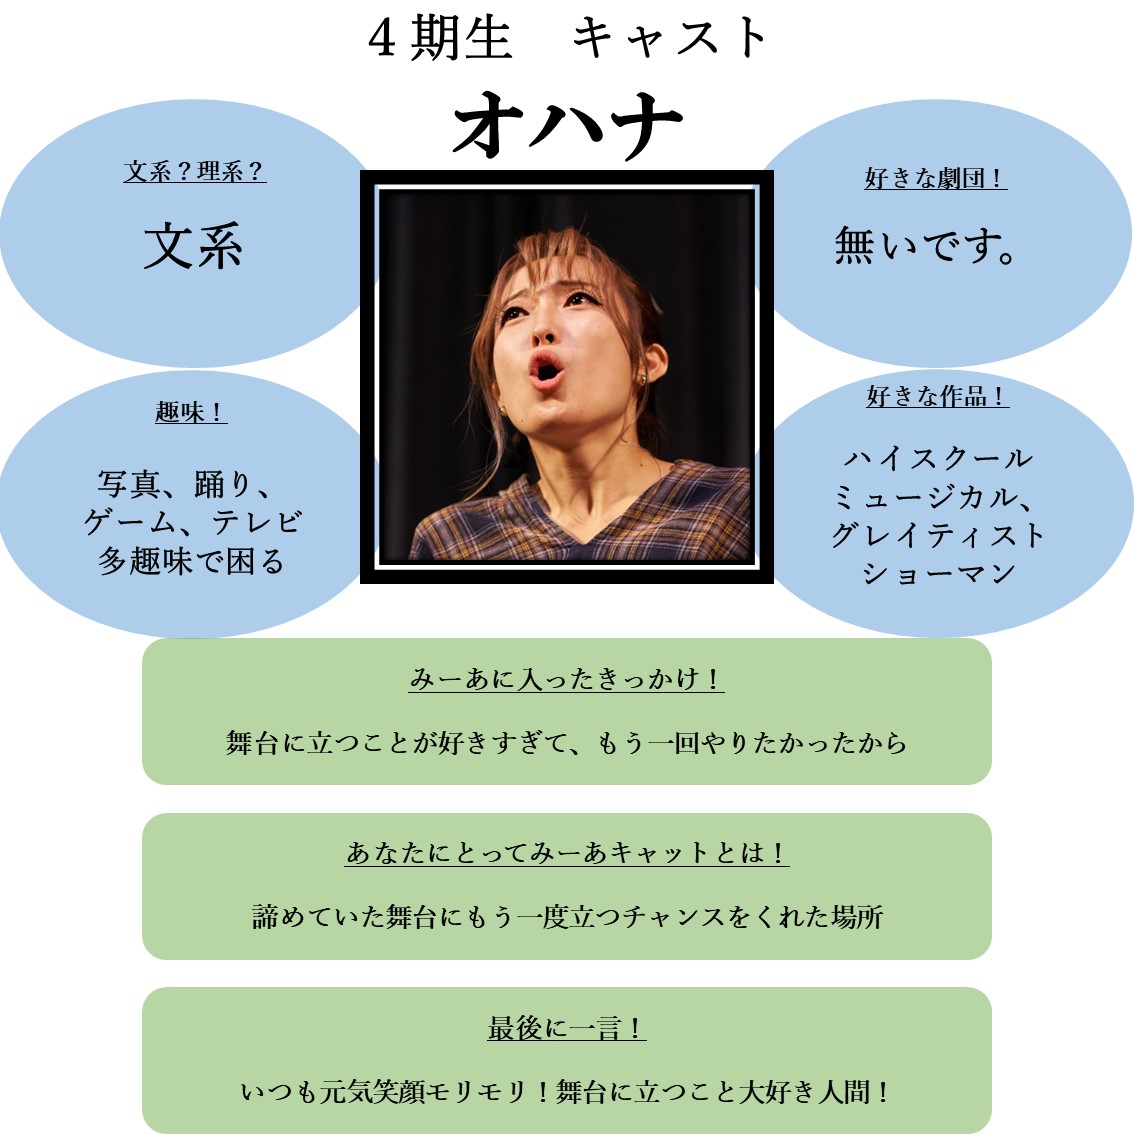 ４期生　キャスト
オハナ
文系？理系？
文系
好きな劇団！
無いです。
趣味！
写真、踊り、
ゲーム、テレビ
多趣味で困る
好きな作品！
ハイスクール
ミュージカル、
グレイティスト
ショーマン
みーあに入ったきっかけ！
舞台に立つことが好きすぎて、もう一回やりたかったから
あなたにとってみーあキャットとは！
諦めていた舞台にもう一度立つチャンスをくれた場所
最後に一言！
いつも元気笑顔モリモリ！舞台に立つこと大好き人間！